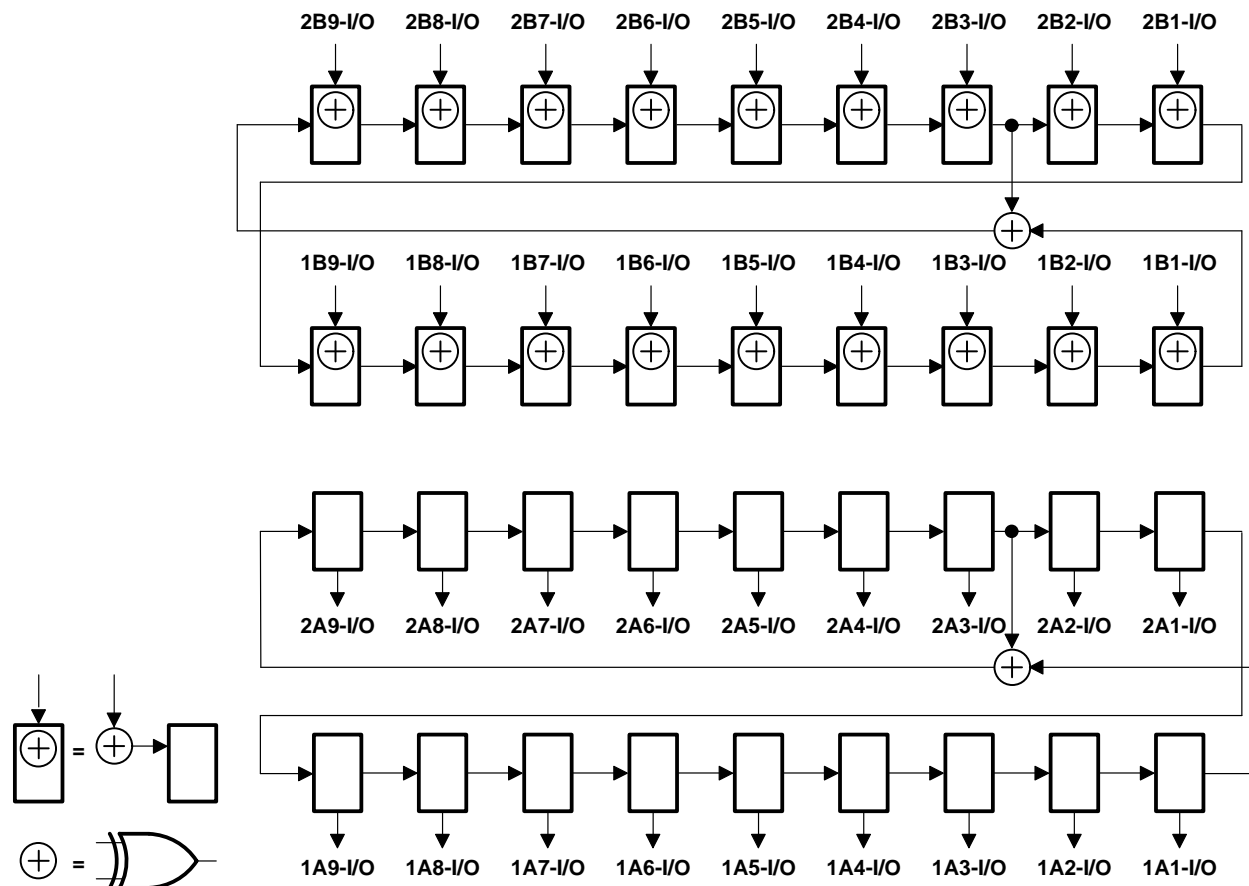 2B9-I/O 2B8-I/O 2B7-I/O 2B6-I/O 2B5-I/O 2B4-I/O 2B3-I/O 2B2-I/O 2B1-I/O
1B9-I/O 1B8-I/O 1B7-I/O 1B6-I/O 1B5-I/O 1B4-I/O 1B3-I/O 1B2-I/O 1B1-I/O
2A9-I/O 2A8-I/O 2A7-I/O 2A6-I/O 2A5-I/O 2A4-I/O 2A3-I/O 2A2-I/O 2A1-I/O
=
=
1A9-I/O 1A8-I/O 1A7-I/O 1A6-I/O 1A5-I/O 1A4-I/O 1A3-I/O 1A2-I/O 1A1-I/O